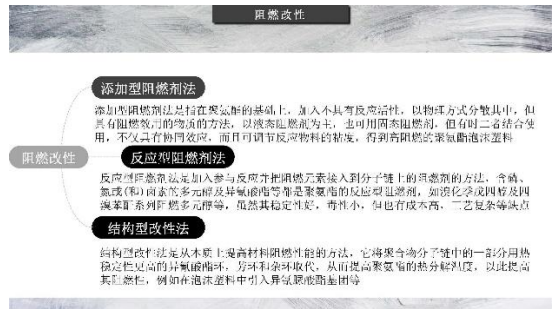 阻燃改性
添加型阻燃剂法
添加型阻燃剂法是指在聚氨酯的基础上，加入不具有反应活性，以物理方式分散其中，但
具有阻燃效用的物质的方法，以液态阻燃剂为主，也可用固态阻燃剂，但有时二者结合使
用，不仅具有协同效应，而且可调节反应物料的粘度，得到高阻燃的聚氨酯泡沫塑料
阻燃改性
反应型阻燃剂法
反应型阻燃剂法是加入参与反应并把阻燃元素接入到分子链上的阻燃剂的方法，含磷、
氮或(和)卤素的多元醇及异氰酸酯等都是聚氨酯的反应型阻燃剂，如溴化季戊四醇及四
溴苯酐系列阻燃多元醇等，虽然其稳定性好，毒性小，但也有成本高，工艺复杂等缺点
结构型改性法
结构型改性法是从本质上提高材料阻燃性能的方法，它将聚合物分子链中的一部分用热
稳定性更高的异氰酸酯环，芳环和杂环取代，从而提高聚氨酯的热分解温度，以此提高
其阻燃性，例如在泡沫塑料中引入异氰脲酸酯基团等